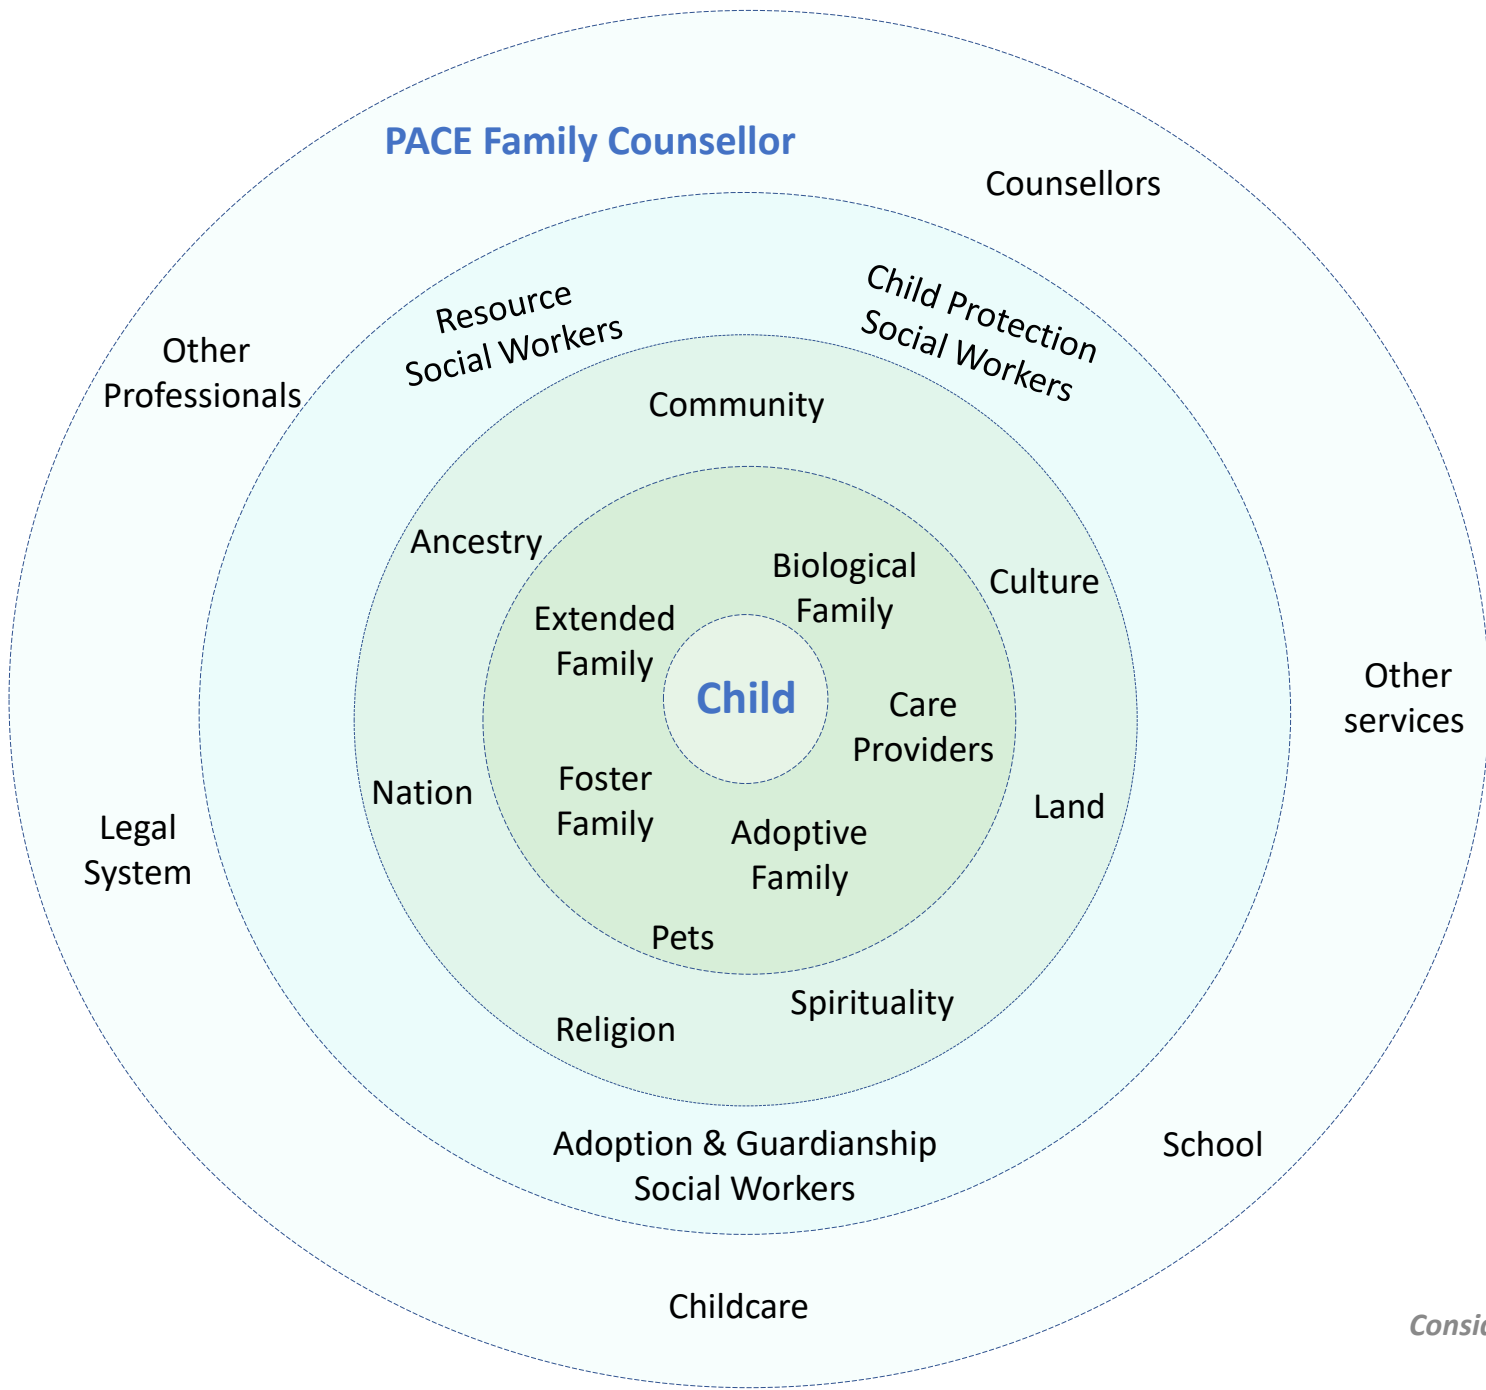 PACE Family Counsellor
Counsellors
Resource
Social Workers
Child Protection
Social Workers
Other
Professionals
Community
Ancestry
Biological
Family
Culture
Extended
Family
Child
Care
Providers
Other
services
Foster
Family
Nation
Land
Adoptive
Family
Legal
System
Pets
Spirituality
Religion
Adoption & Guardianship
Social Workers
School
Childcare